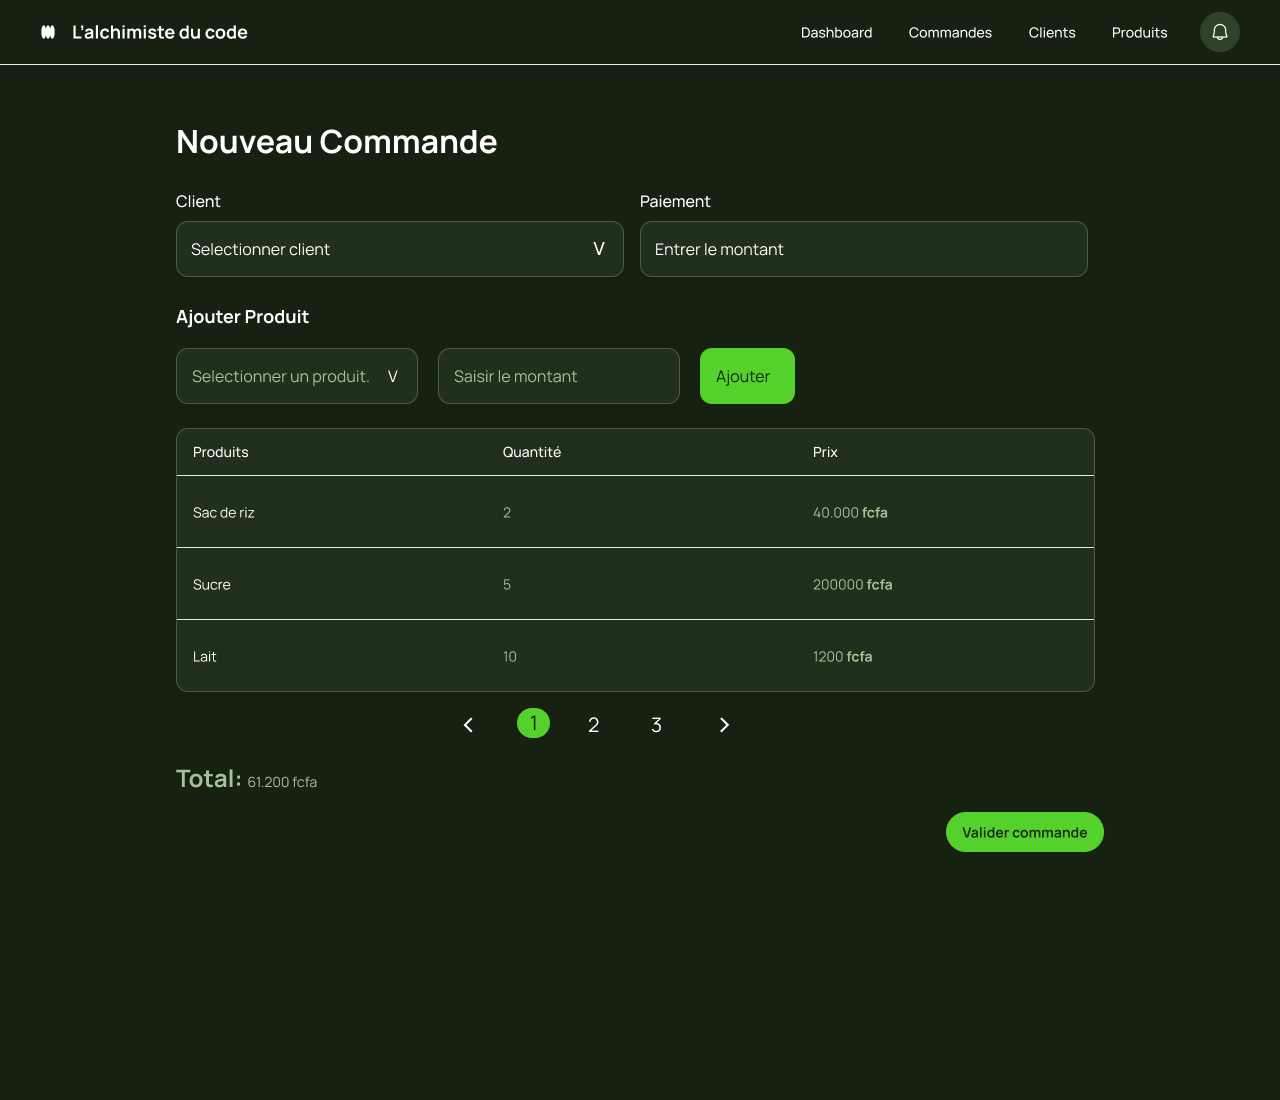 L'alchimiste du code Dashboard Commandes Clients Produits
Nouveau Commande
Client Paiement
Selectionner client V Entrer le montant
Ajouter Produit
Selectionner un produit. V Saisir le montant Ajouter
Produits Quantité Prix
Sac de riz 2 40.000 fcfa
Sucre 5 200000 fcfa
Lait 10 1200 fcfa
1 2 3
Total: 61.200 fcfa
Valider commande